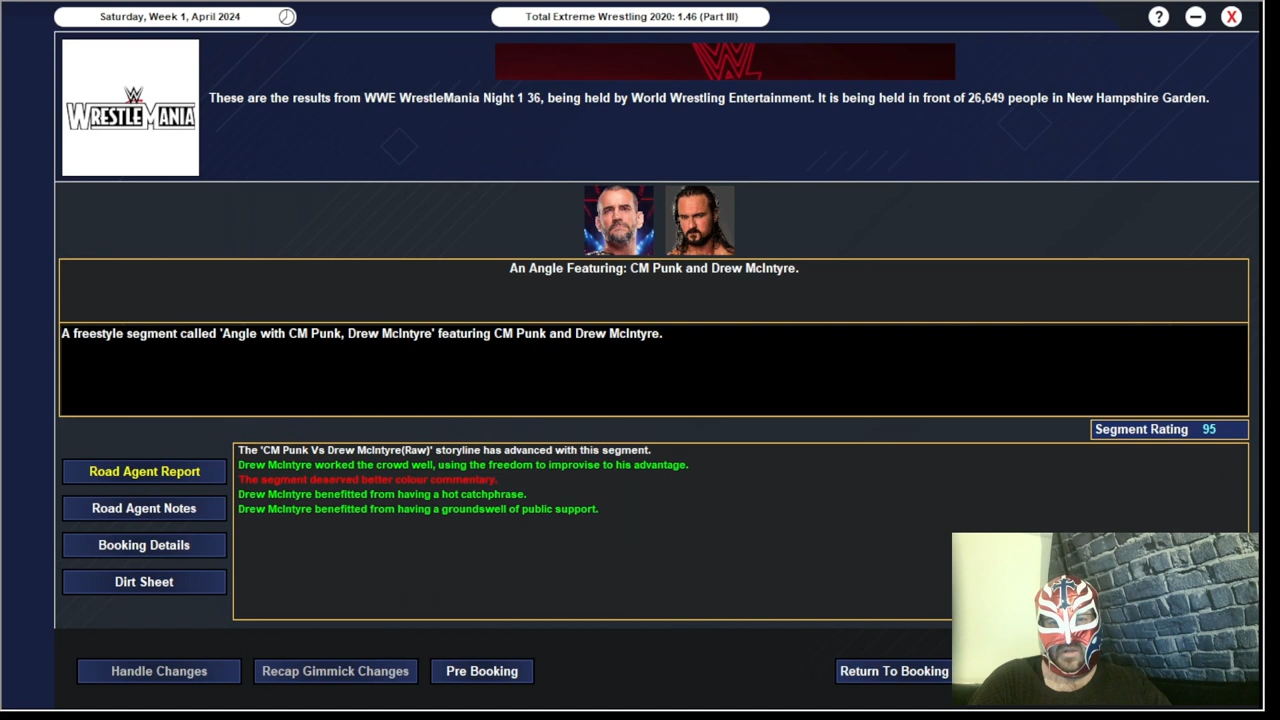 Saturday, Week 1, April 2024
Total Extreme Wrestling 2020: 1.46 (Part III)
?
X
WRESTLEMANIA
These are the results from WWE WrestleMania Night 1 36, being held by World Wrestling Entertainment. It is being held in front of 26,649 people in New Hampshire Garden.
An Angle Featuring: CM Punk and Drew McIntyre.
A freestyle segment called 'Angle with CM Punk, Drew McIntyre' featuring CM Punk and Drew McIntyre.
Segment Rating 95
The 'CM Punk Vs Drew McIntyre(Raw)' storyline has advanced with this segment.
Drew McIntyre worked the crowd well, using the freedom to improvise to his advantage.
The segment deserved better colour commentary.
Drew McIntyre benefitted from having a hot catchphrase.
Drew McIntyre benefitted from having a groundswell of public support.
Road Agent Report
Road Agent Notes
Booking Details
Dirt Sheet
Handle Changes
Recap Gimmick Changes
Pre Booking
Return To Booking